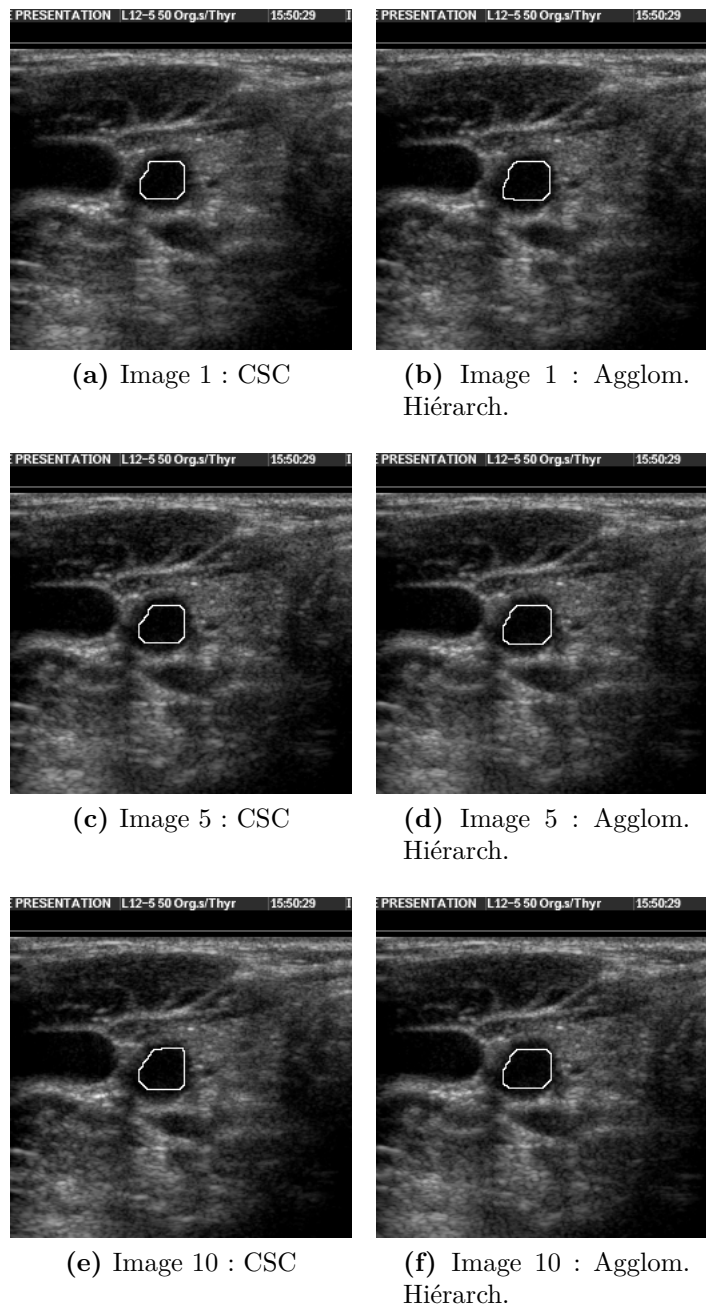 E PRESENTATION L12-5 50 Org.s/Thyr 15:50:29 I
E PRESENTATION L12-5 50 Org.s/Thyr 15:50:29
(a) Image 1 : CSC
(b) Image 1 : Agglom.
Hiérarch.
E PRESENTATION L12-5 50 Org.s/Thyr 15:50:29 I
E PRESENTATION L12-5 50 Org.s/Thyr 15:50:29
(c) Image 5 : CSC
(d) Image 5 : Agglom.
Hiérarch.
E PRESENTATION L12-5 50 Org.s/Thyr 15:50:29 I
E PRESENTATION L12-5 50 Org.s/Thyr 15:50:29
(e) Image 10 : CSC
(f) Image 10 : Agglom.
Hiérarch.